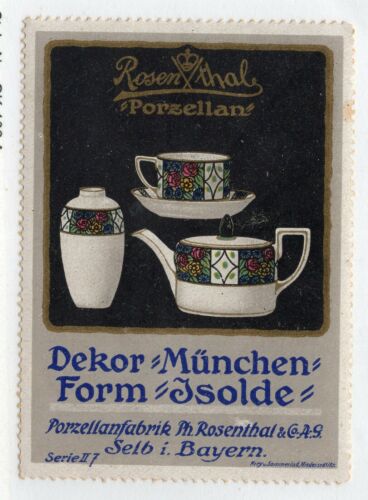 Rosenthal
Porzellan
Dekor München
Form Isolde
Porzellanfabrik Ph. Rosenthal & Co. A.G.
Selb i. Bayern.
Serie II 7